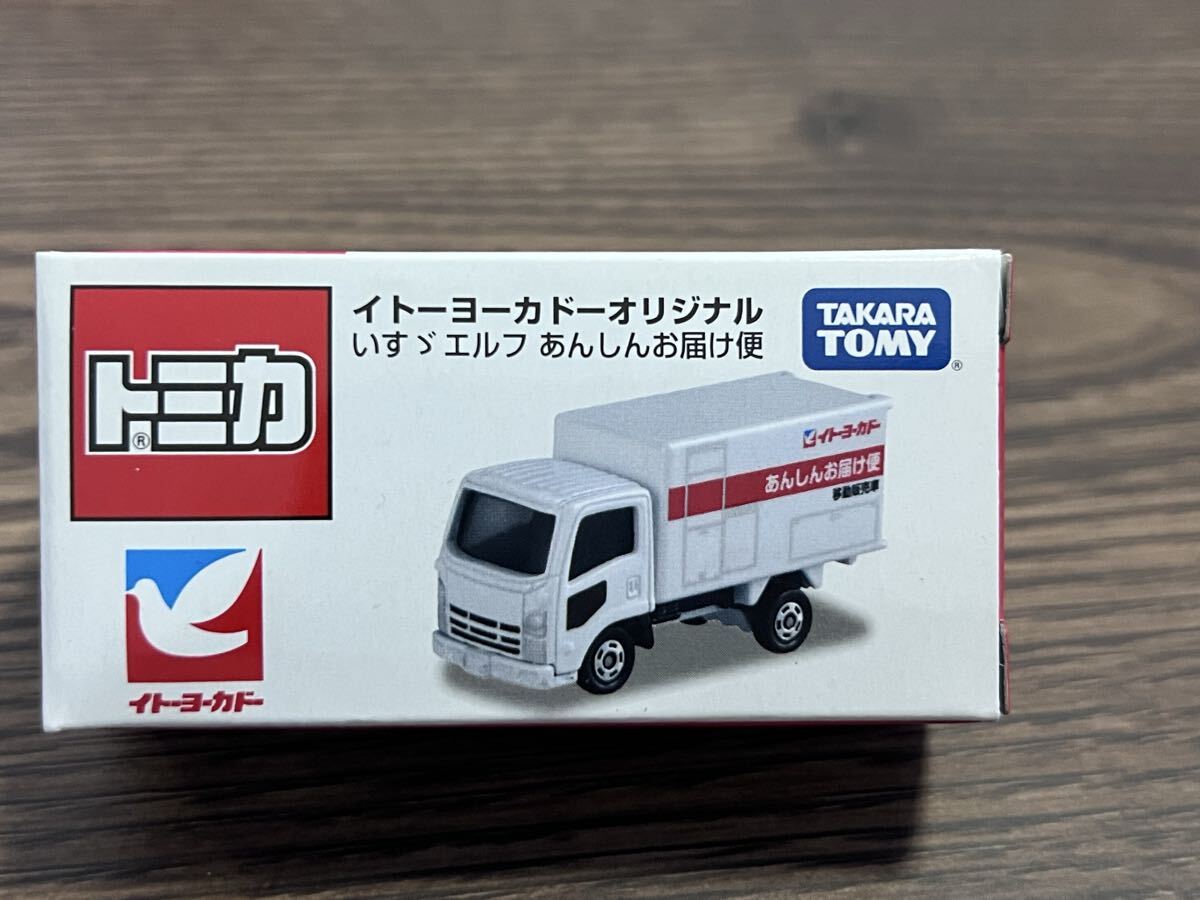 トミカ®
イトーヨーカドーオリジナル
いすゞエルフ あんしんお届け便
TAKARA
TOMY®
イトーヨーカドー
あんしんお届け便
移動販売車
イトーヨーカドー